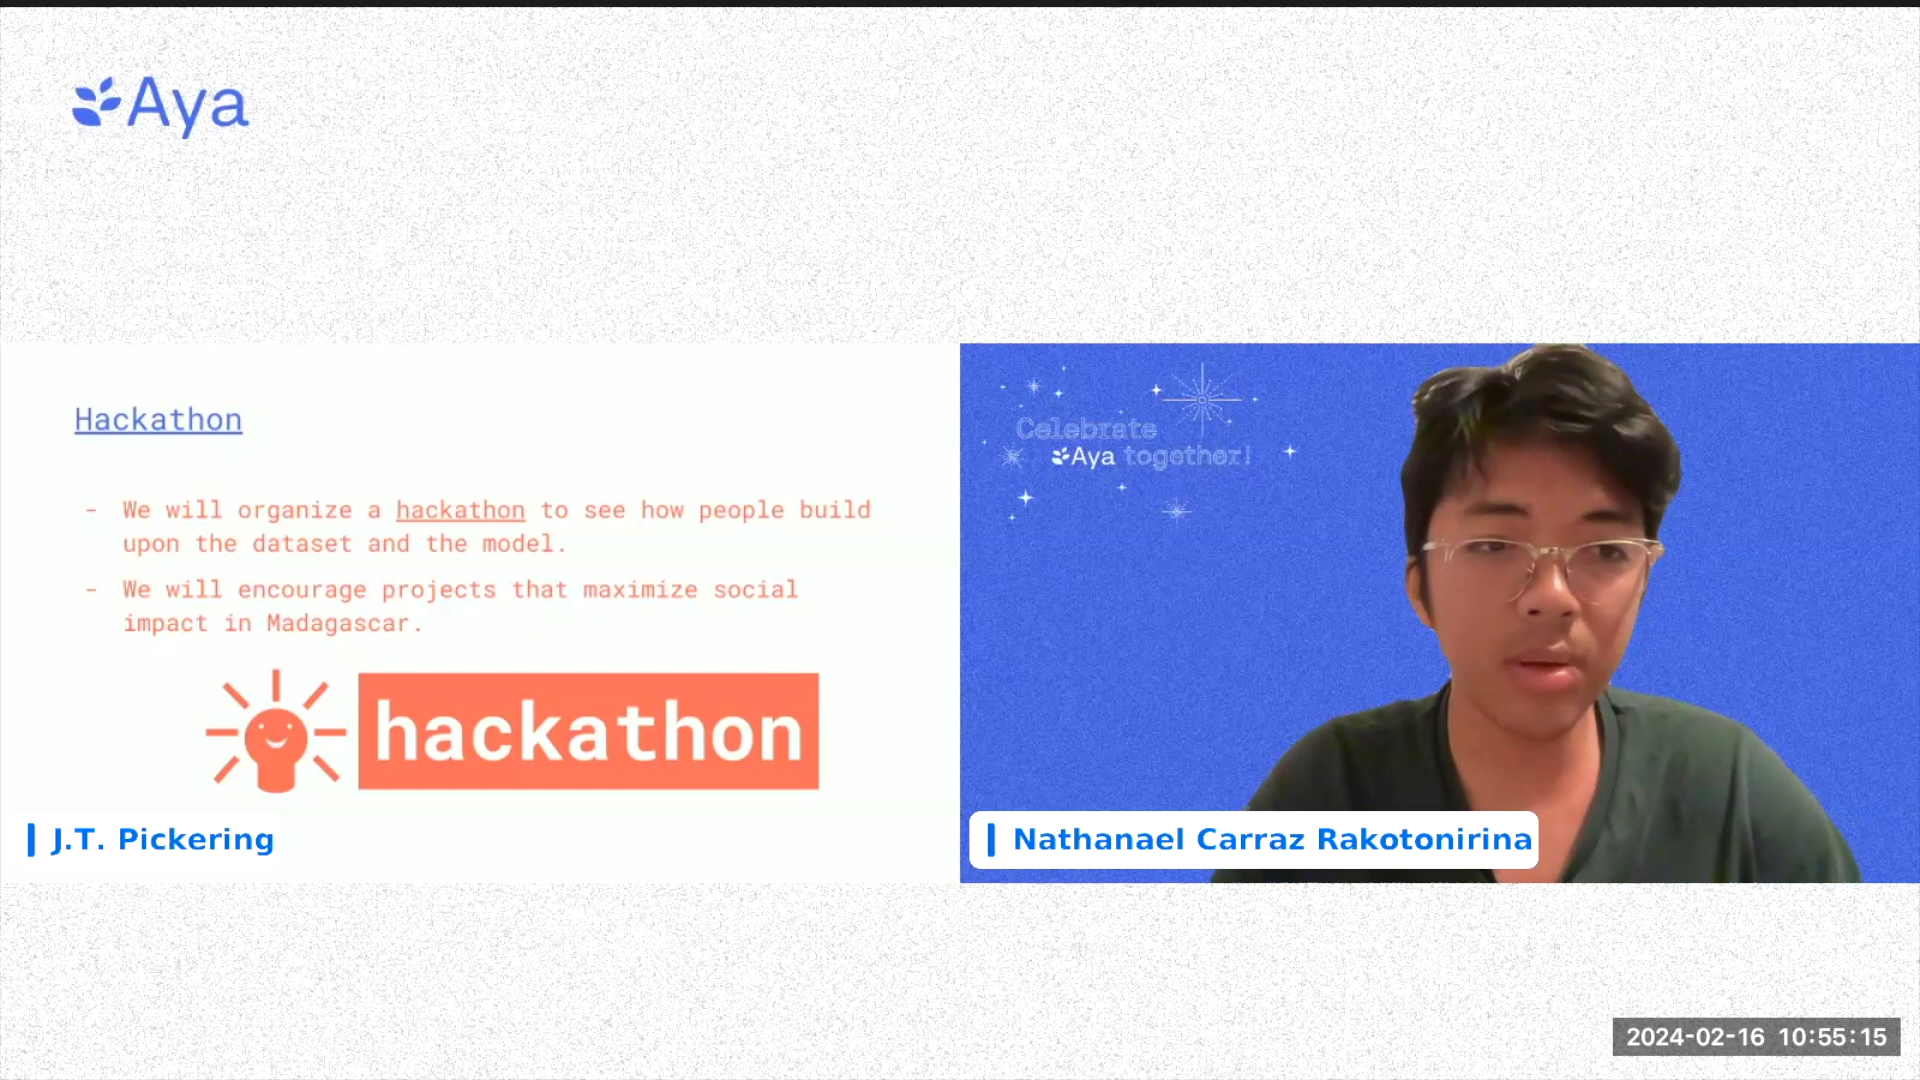 Aya
Hackathon
- We will organize a hackathon to see how people build
upon the dataset and the model.
- We will encourage projects that maximize social
impact in Madagascar.
hackathon
J.T. Pickering
Celebrate
Aya together!
Nathanael Carraz Rakotonirina
2024-02-16 10:55:15